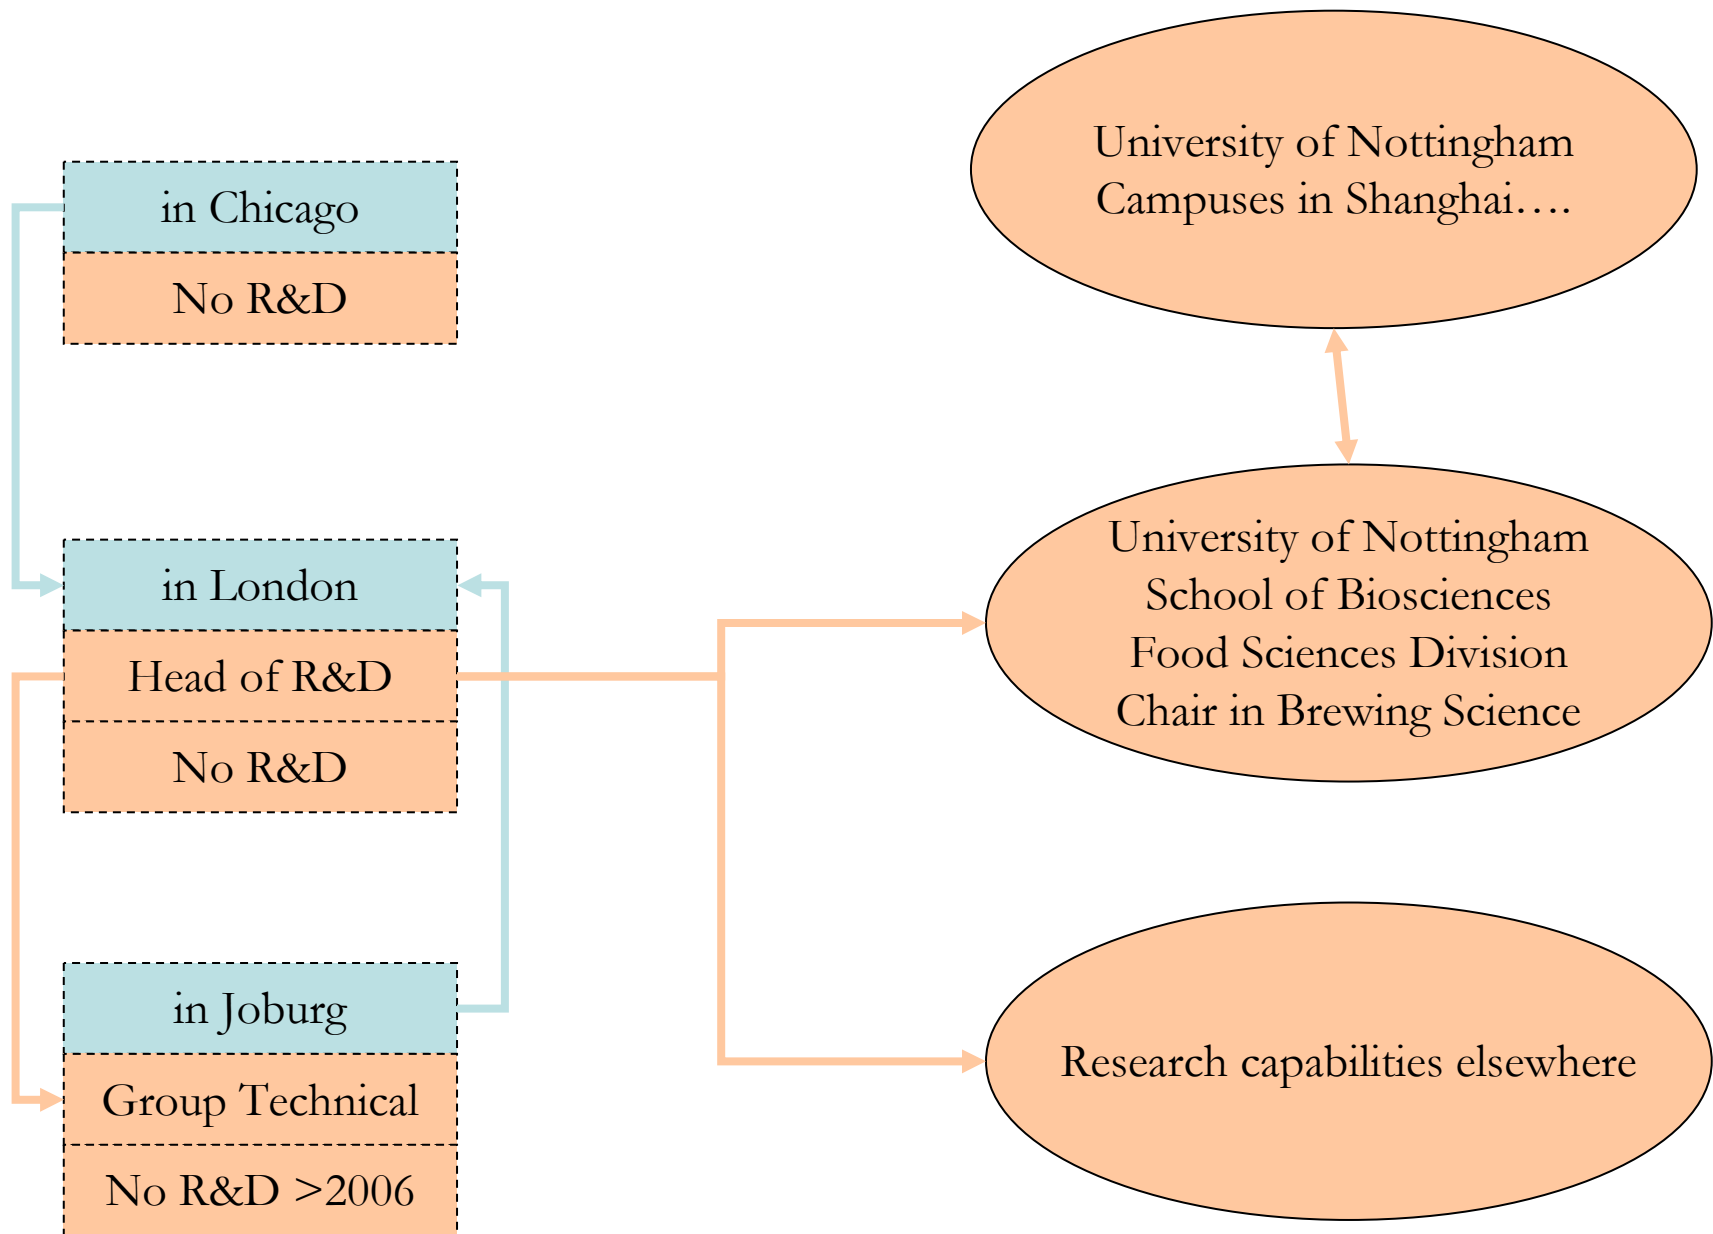 in Chicago
No R&D
in London
Head of R&D
No R&D
in Joburg
Group Technical
No R&D >2006
University of Nottingham
Campuses in Shanghai….
University of Nottingham
School of Biosciences
Food Sciences Division
Chair in Brewing Science
Research capabilities elsewhere